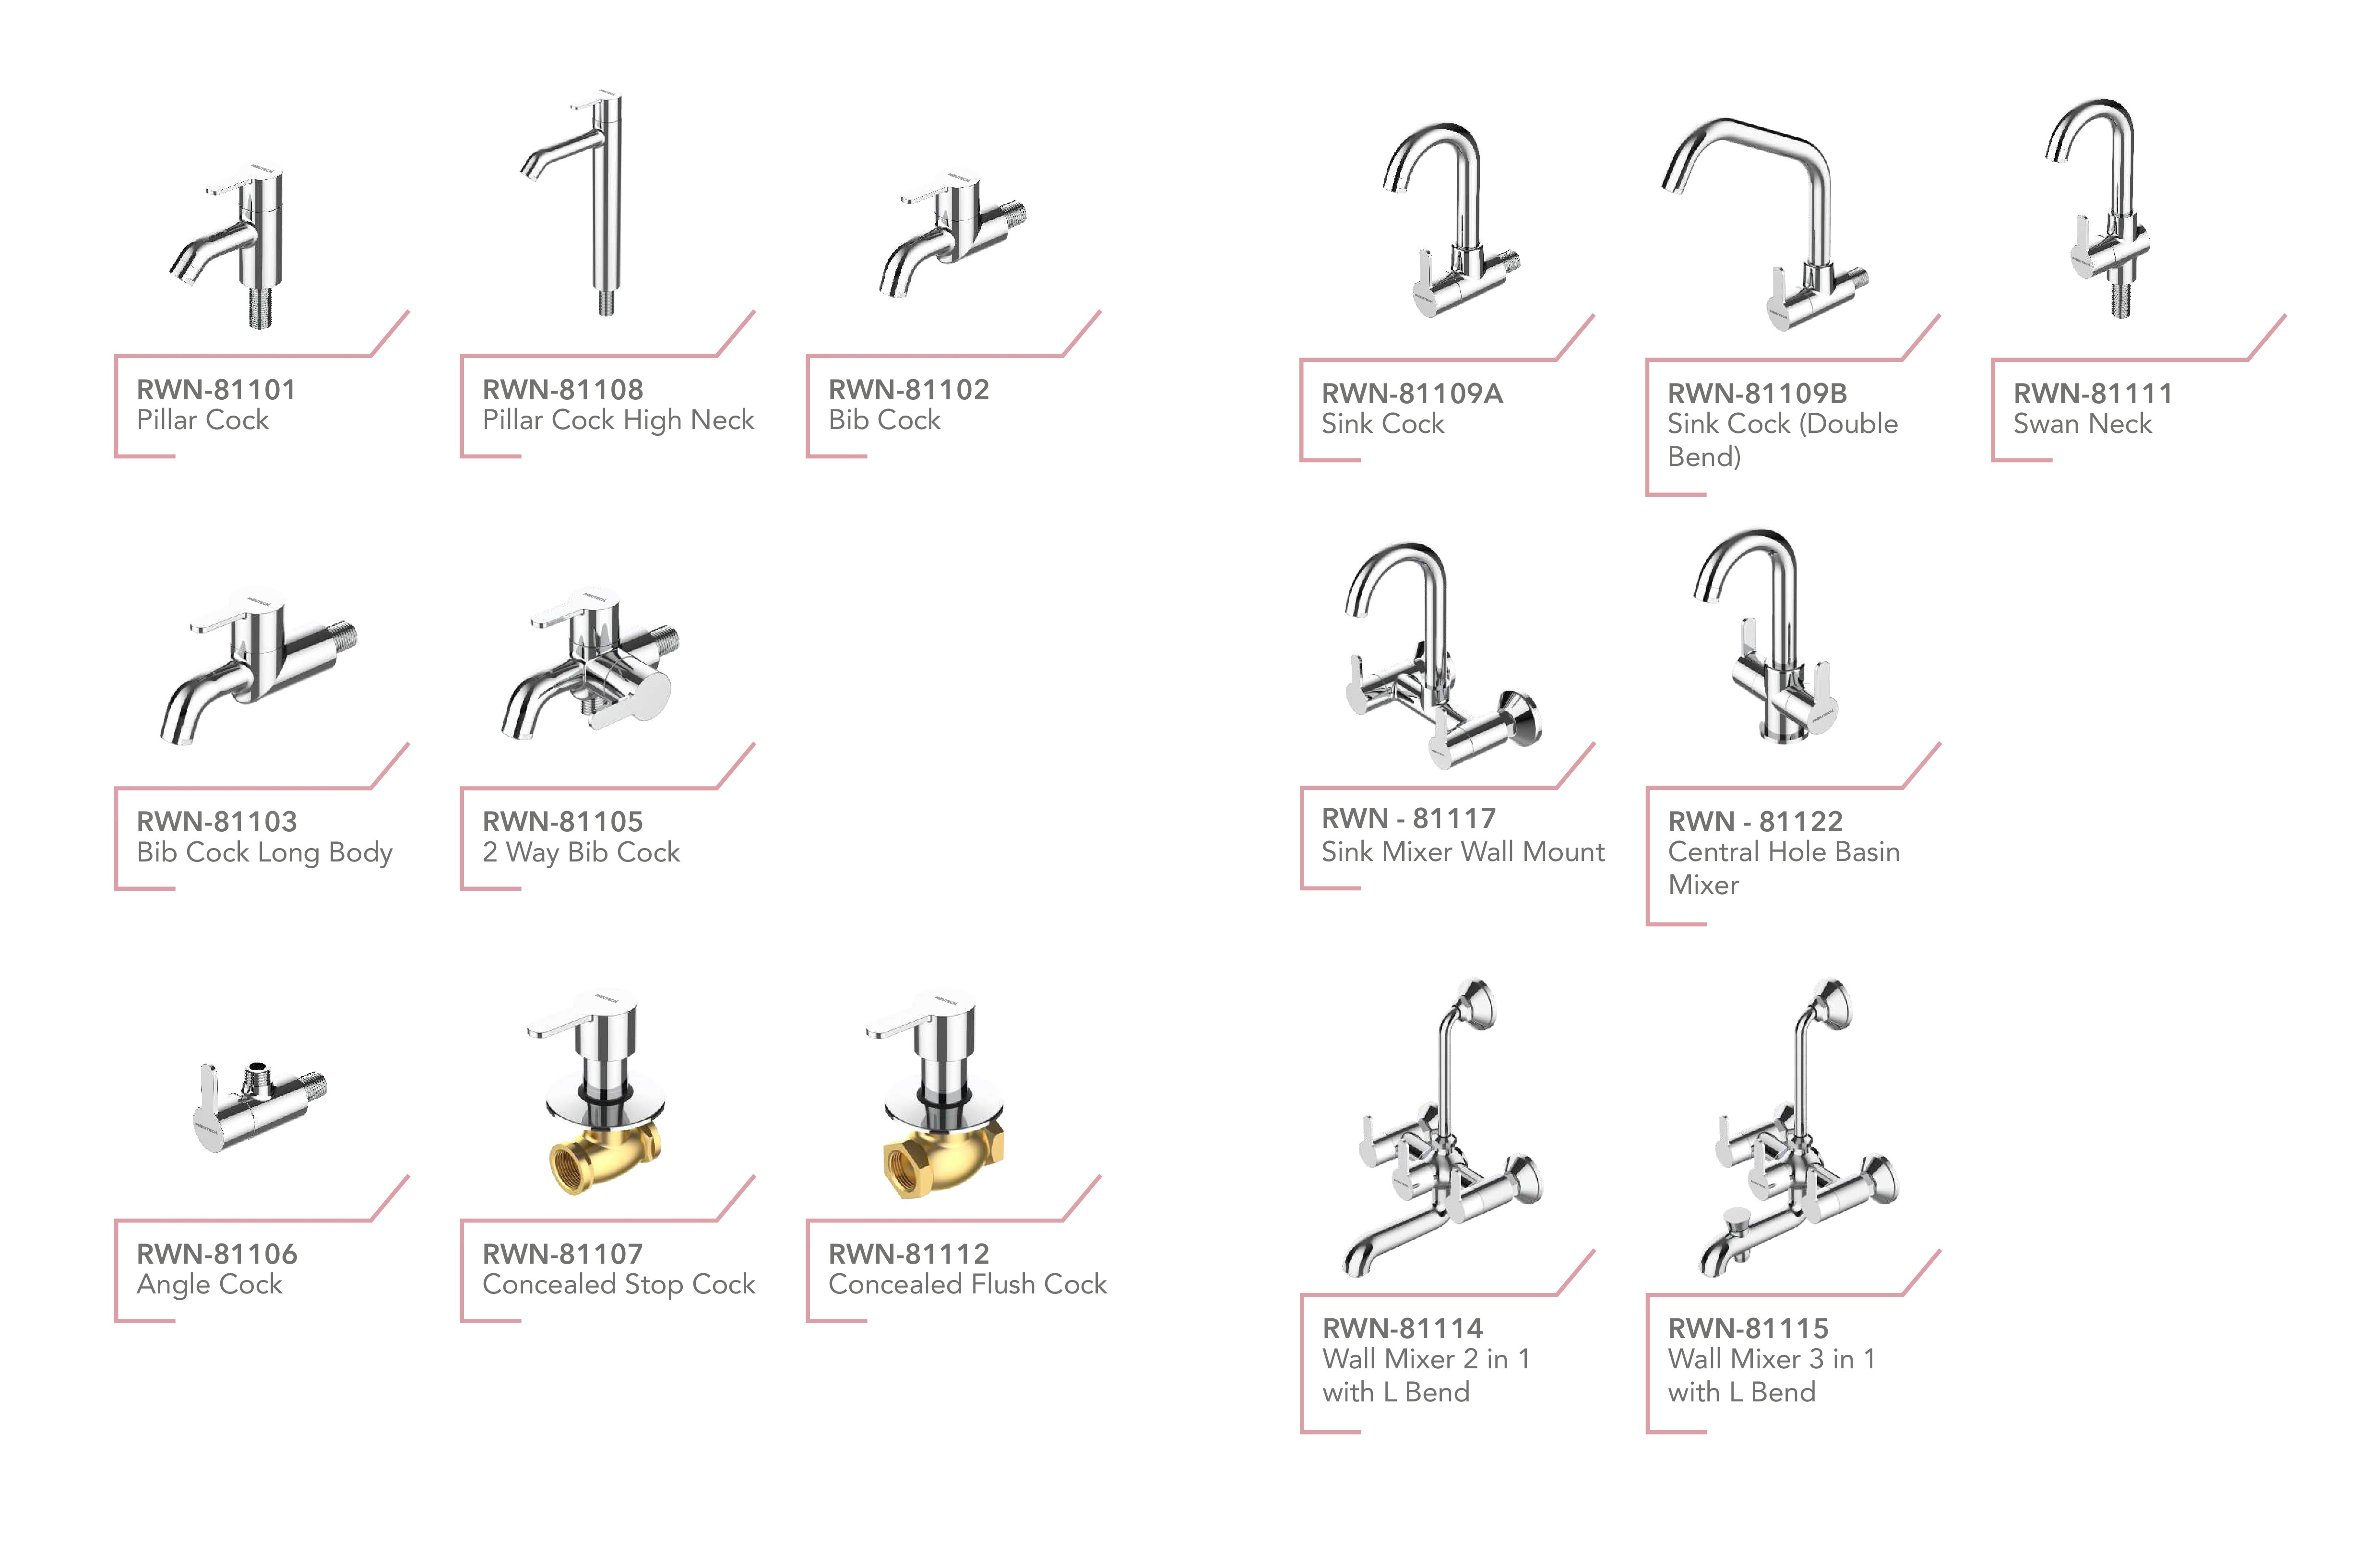 RWN-81101
Pillar Cock
RWN-81108
Pillar Cock High Neck
RWN-81102
Bib Cock
RWN-81109A
Sink Cock
RWN-81109B
Sink Cock (Double
Bend)
RWN-81111
Swan Neck
RWN-81103
Bib Cock Long Body
RWN-81105
2 Way Bib Cock
RWN - 81117
Sink Mixer Wall Mount
RWN - 81122
Central Hole Basin
Mixer
RWN-81106
Angle Cock
RWN-81107
Concealed Stop Cock
RWN-81112
Concealed Flush Cock
RWN-81114
Wall Mixer 2 in 1
with L Bend
RWN-81115
Wall Mixer 3 in 1
with L Bend